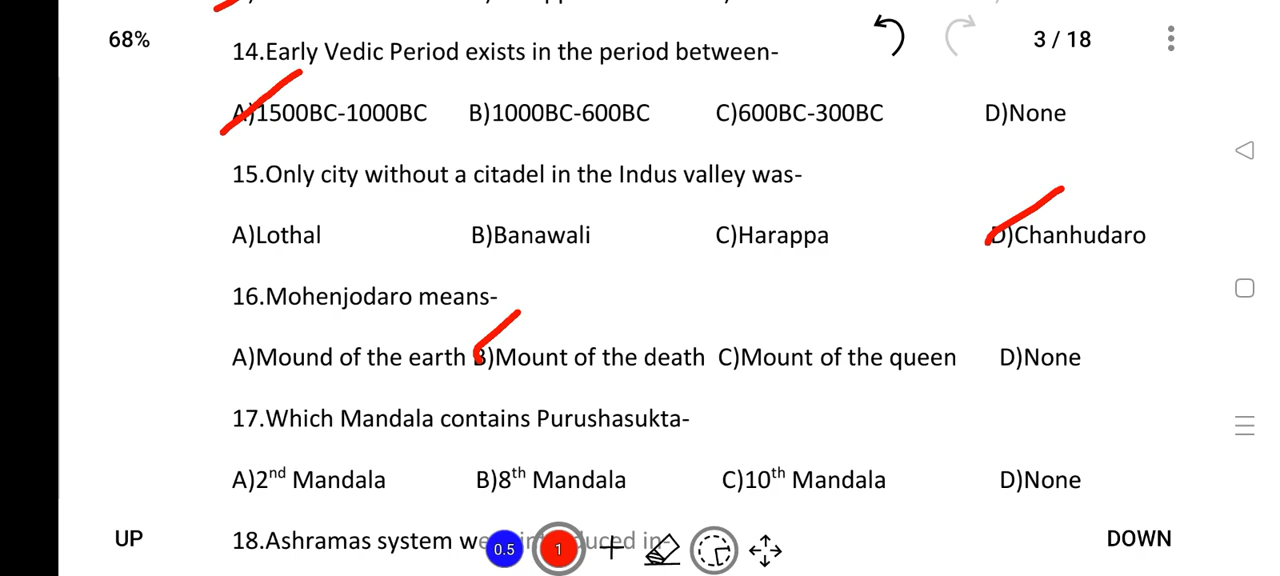 68%
3 / 18
14.Early Vedic Period exists in the period between-
A)1500BC-1000BC B)1000BC-600BC C)600BC-300BC D)None
15.Only city without a citadel in the Indus valley was-
A)Lothal B)Banawali C)Harappa D)Chanhudaro
16.Mohenjodaro means-
A)Mound of the earth B)Mount of the death C)Mount of the queen D)None
17.Which Mandala contains Purushasukta-
A)2nd Mandala B)8th Mandala C)10th Mandala D)None
UP
18.Ashramas system in-
0.5
1
DOWN